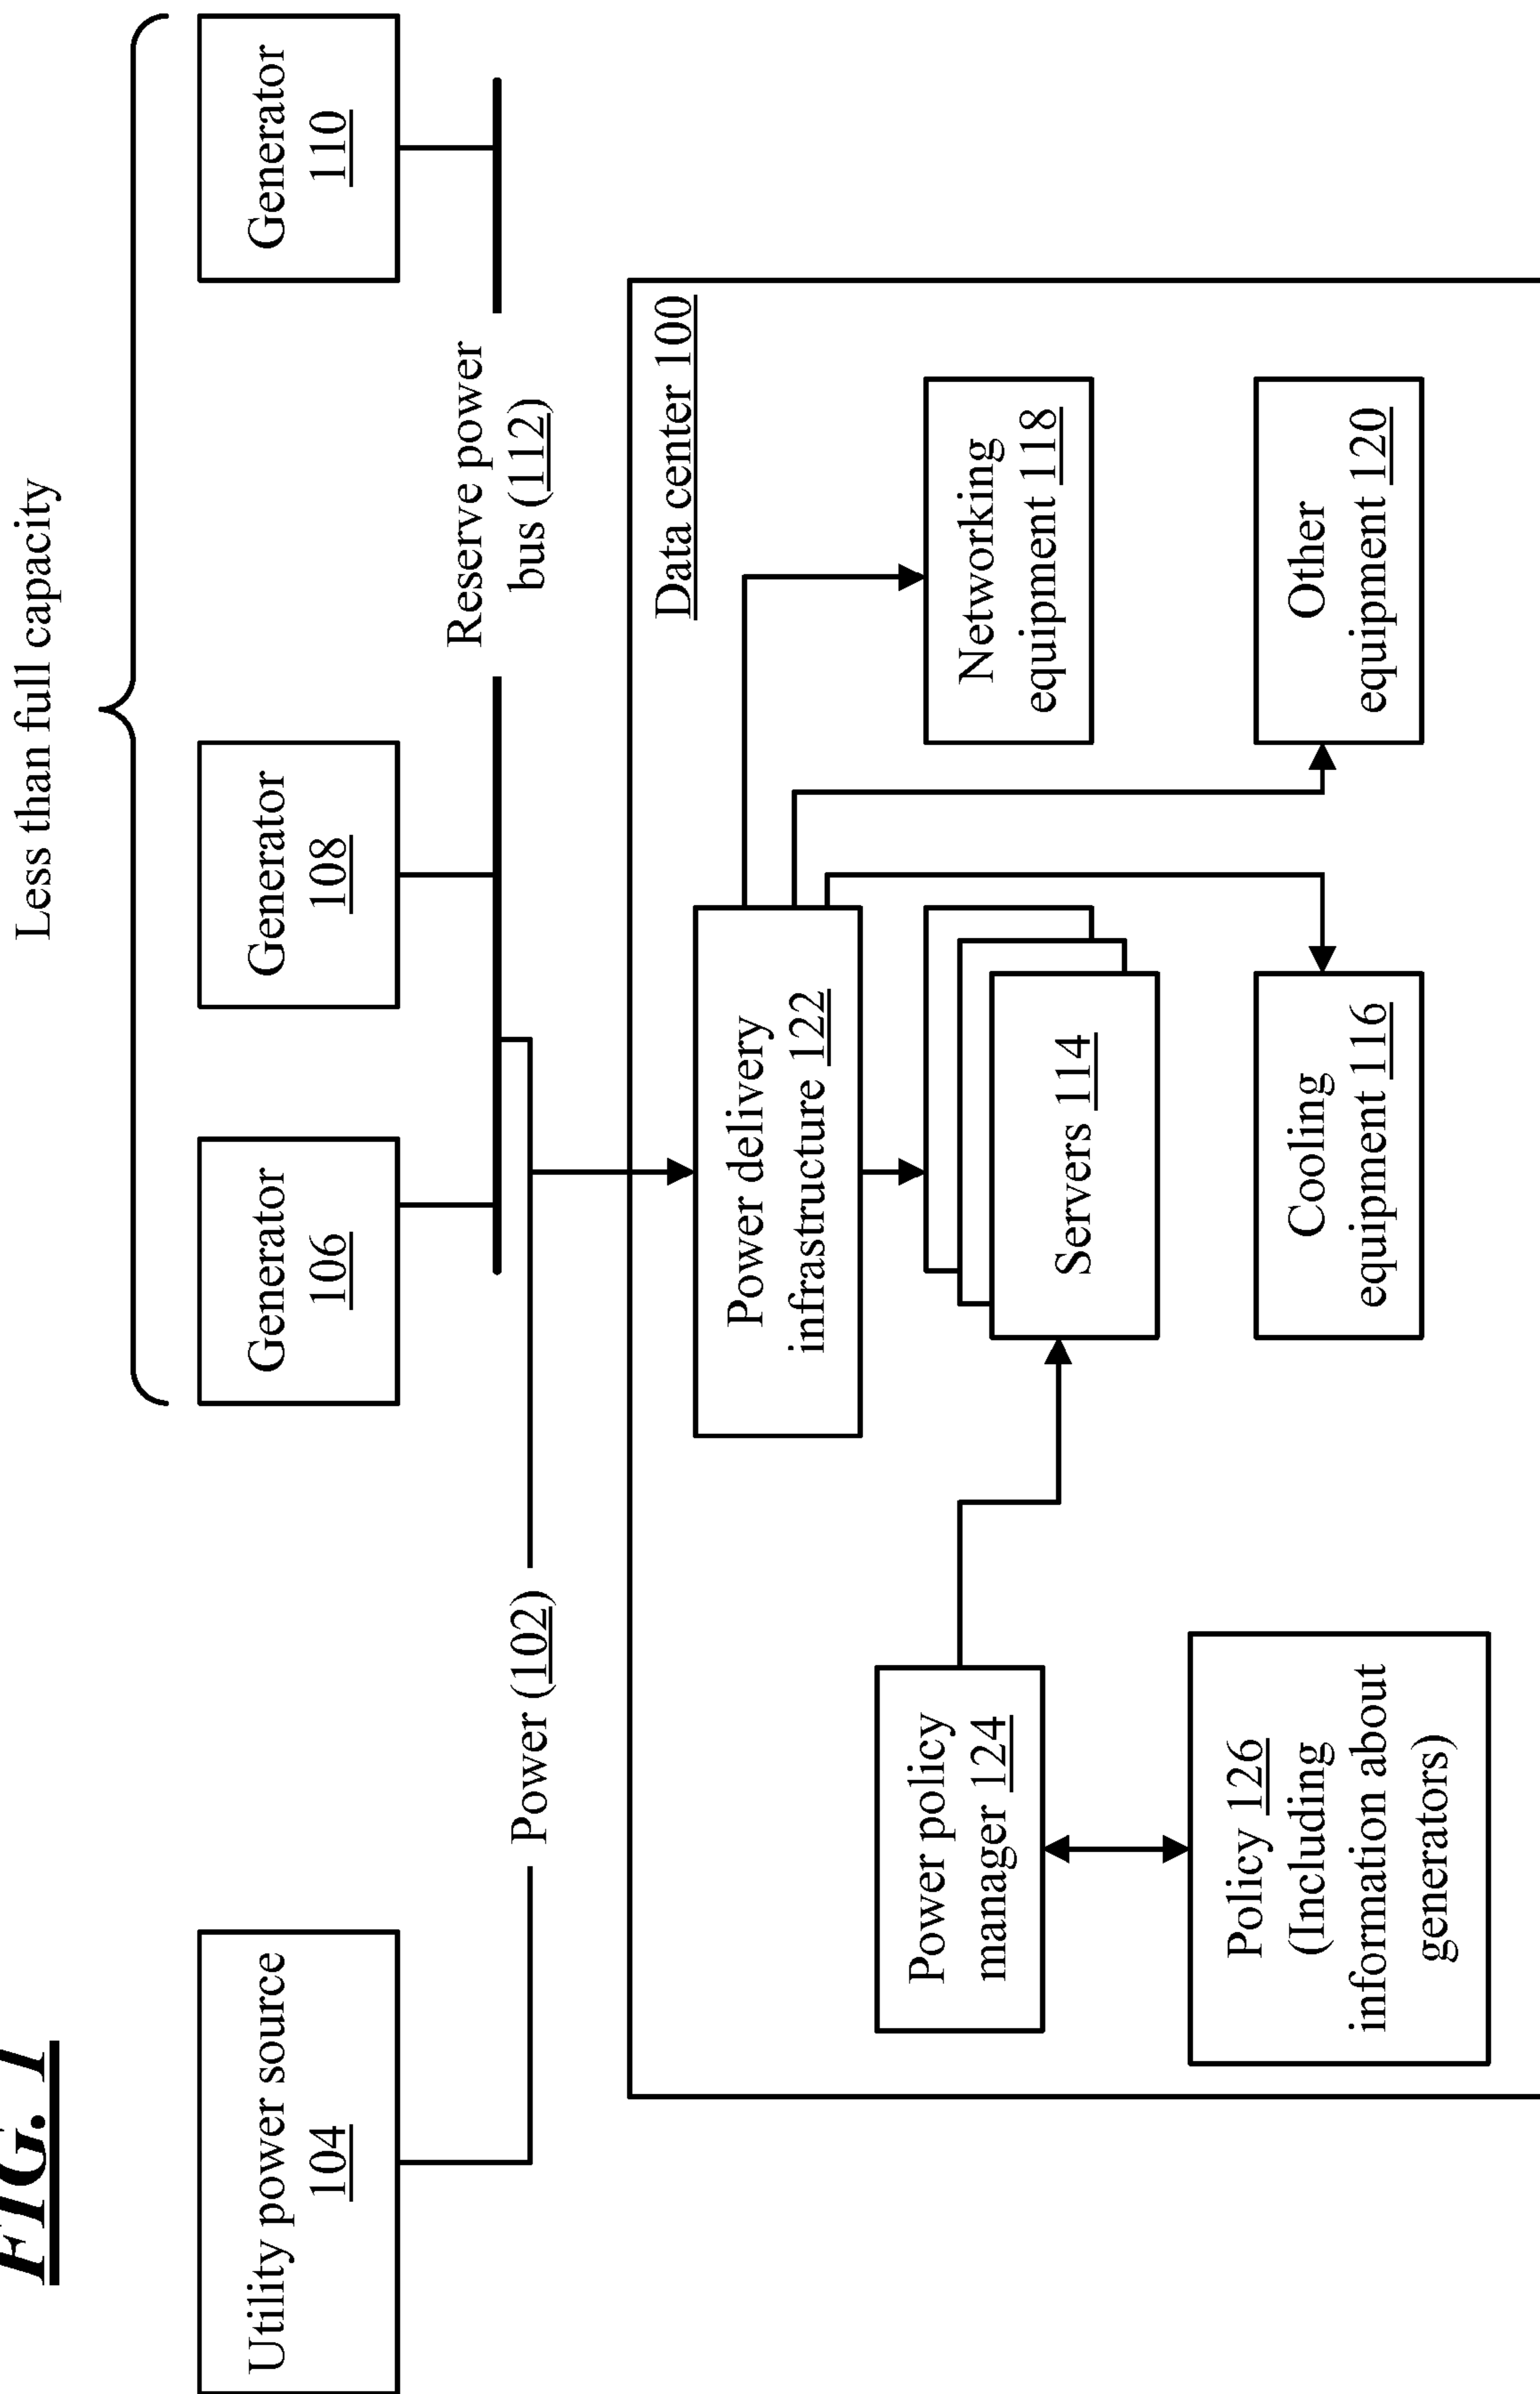 FIG. 1
Less than full capacity
Utility power source
104
Generator
106
Generator
108
Generator
110
Reserve power
bus (112)
Power (102)
Data center 100
Power delivery
infrastructure 122
Networking
equipment 118
Power policy
manager 124
Servers 114
Policy 126
(Including
information about
generators)
Cooling
equipment 116
Other
equipment 120